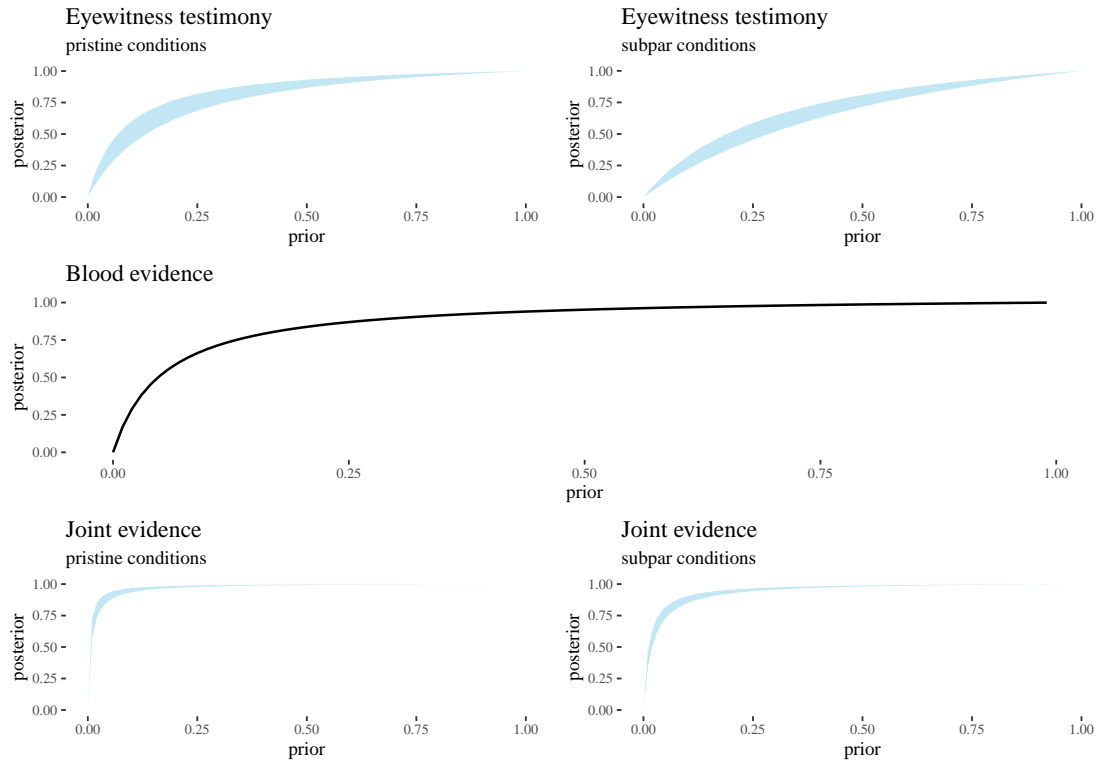 Eyewitness testimony
pristine conditions
1.00
0.75
0.50
0.25
0.00
posterior
0.00 0.25 0.50 0.75 1.00
prior
Eyewitness testimony
subpar conditions
1.00
0.75
0.50
0.25
0.00
posterior
0.00 0.25 0.50 0.75 1.00
prior
Blood evidence
1.00
0.75
0.50
0.25
0.00
posterior
0.00 0.25 0.50 0.75 1.00
prior
Joint evidence
pristine conditions
1.00
0.75
0.50
0.25
0.00
posterior
0.00 0.25 0.50 0.75 1.00
prior
Joint evidence
subpar conditions
1.00
0.75
0.50
0.25
0.00
posterior
0.00 0.25 0.50 0.75 1.00
prior